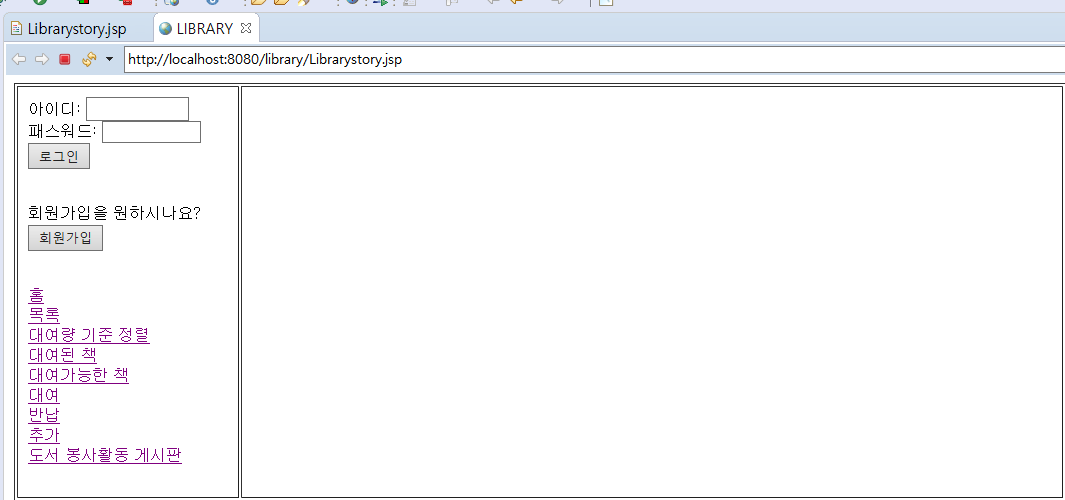 Librarystory.jsp
LIBRARY
http://localhost:8080/library/Librarystory.jsp
아이디:
패스워드:
로그인
회원가입을 원하시나요?
회원가입
홈
목록
대여량 기준 정렬
대여된 책
대여가능한 책
대여
반납
추가
도서 봉사활동 게시판